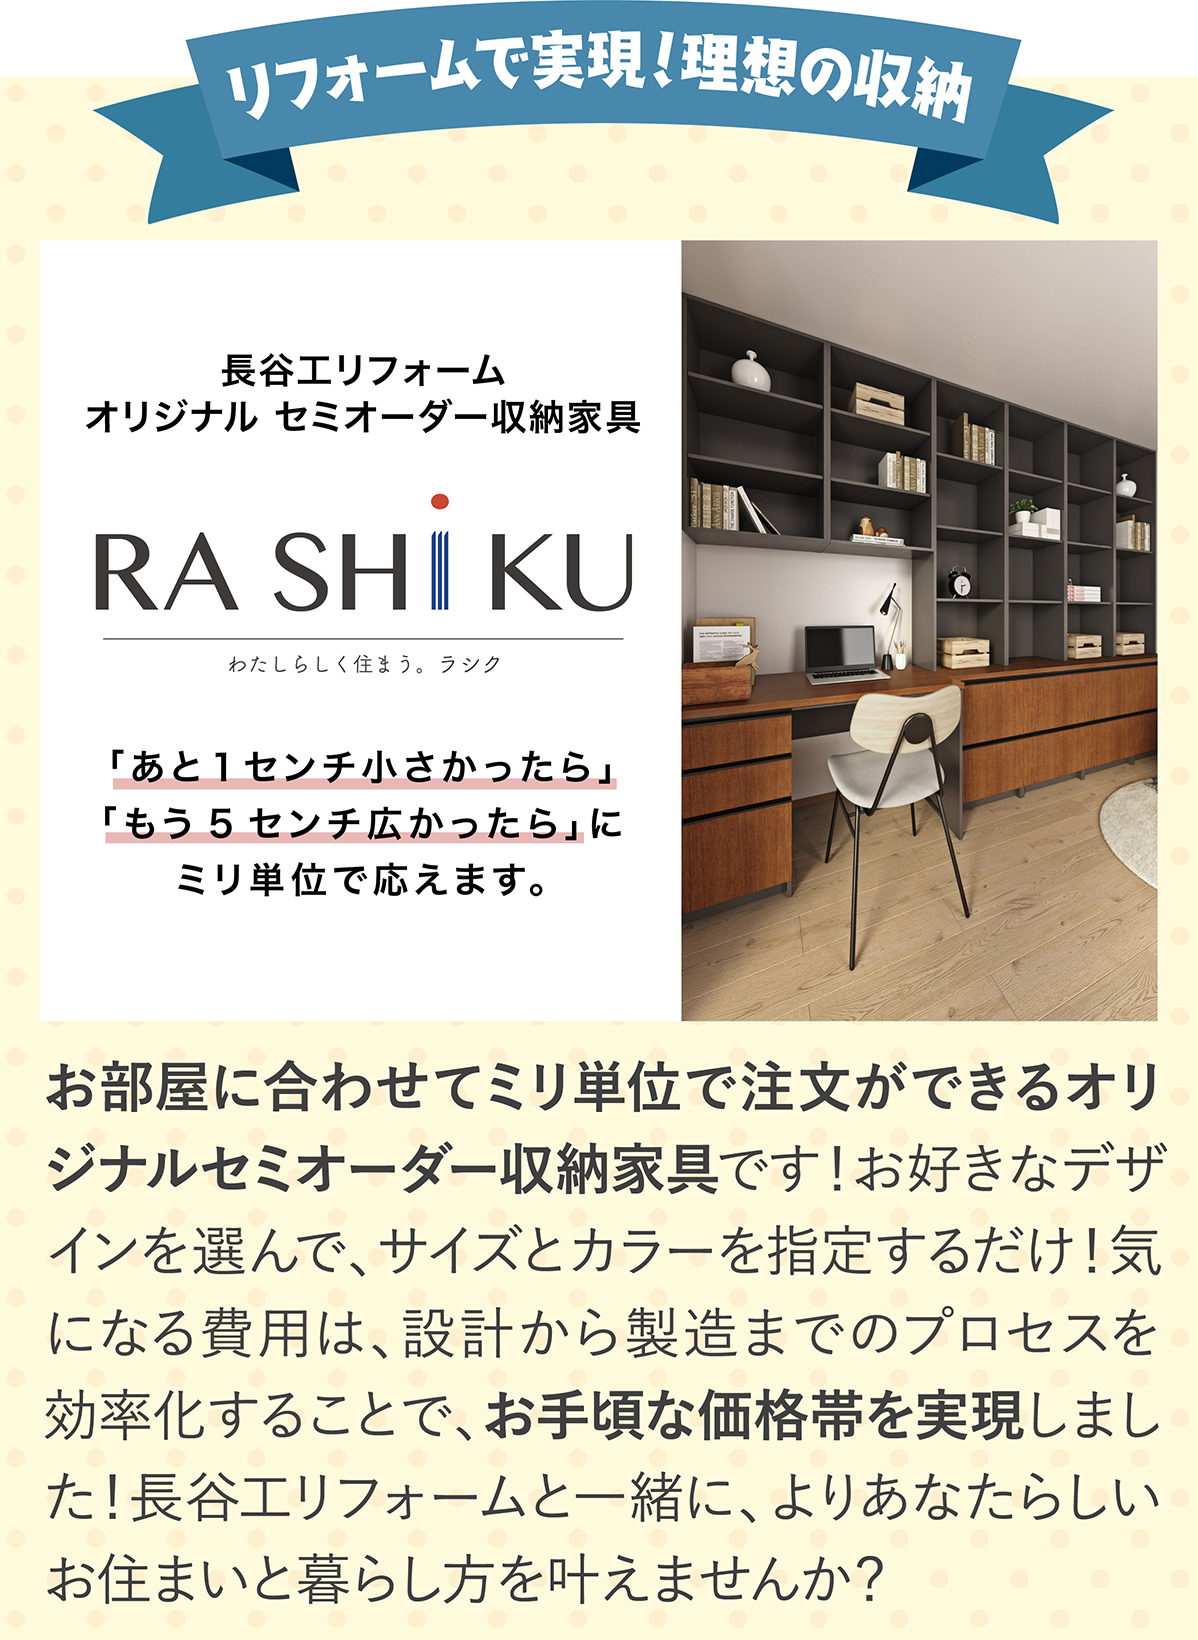 リフォームで実現！理想の収納
長谷工リフォーム
オリジナル セミオーダー収納家具
RASHiKU
わたしらしく住まう。ラシク
「あと1センチ小さかったら」
「もう5センチ広かったら」に
ミリ単位で応えます。
お部屋に合わせてミリ単位で注文ができるオリ
ジナルセミオーダー収納家具です！お好きなデザ
インを選んで、サイズとカラーを指定するだけ！気
になる費用は、設計から製造までのプロセスを
効率化することで、お手頃な価格帯を実現しまし
た！長谷工リフォームと一緒に、よりあなたらしい
お住まいと暮らし方を叶えませんか？